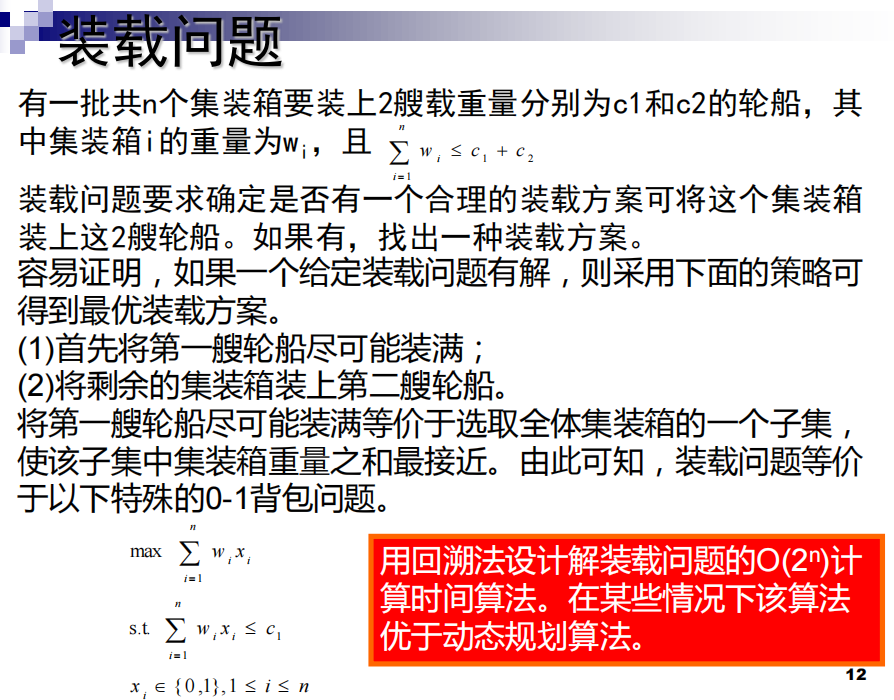 装载问题
有一批共n个集装箱要装上2艘载重量分别为c1和c2的轮船，其
中集装箱i的重量为wi，且 \sum_{i=1}^{n} w_i ≤ c_1 + c_2
装载问题要求确定是否有一个合理的装载方案可将这个集装箱
装上这2艘轮船。如果有，找出一种装载方案。
容易证明，如果一个给定装载问题有解，则采用下面的策略可
得到最优装载方案。
(1)首先将第一艘轮船尽可能装满；
(2)将剩余的集装箱装上第二艘轮船。
将第一艘轮船尽可能装满等价于选取全体集装箱的一个子集，
使该子集中集装箱重量之和最接近。由此可知，装载问题等价
于以下特殊的0-1背包问题。
max \sum_{i=1}^{n} w_i x_i
s.t. \sum_{i=1}^{n} w_i x_i ≤ c_1
x_i ∈ {0,1}, 1 ≤ i ≤ n
用回溯法设计解装载问题的O(2ⁿ)计
算时间算法。在某些情况下该算法
优于动态规划算法。
12